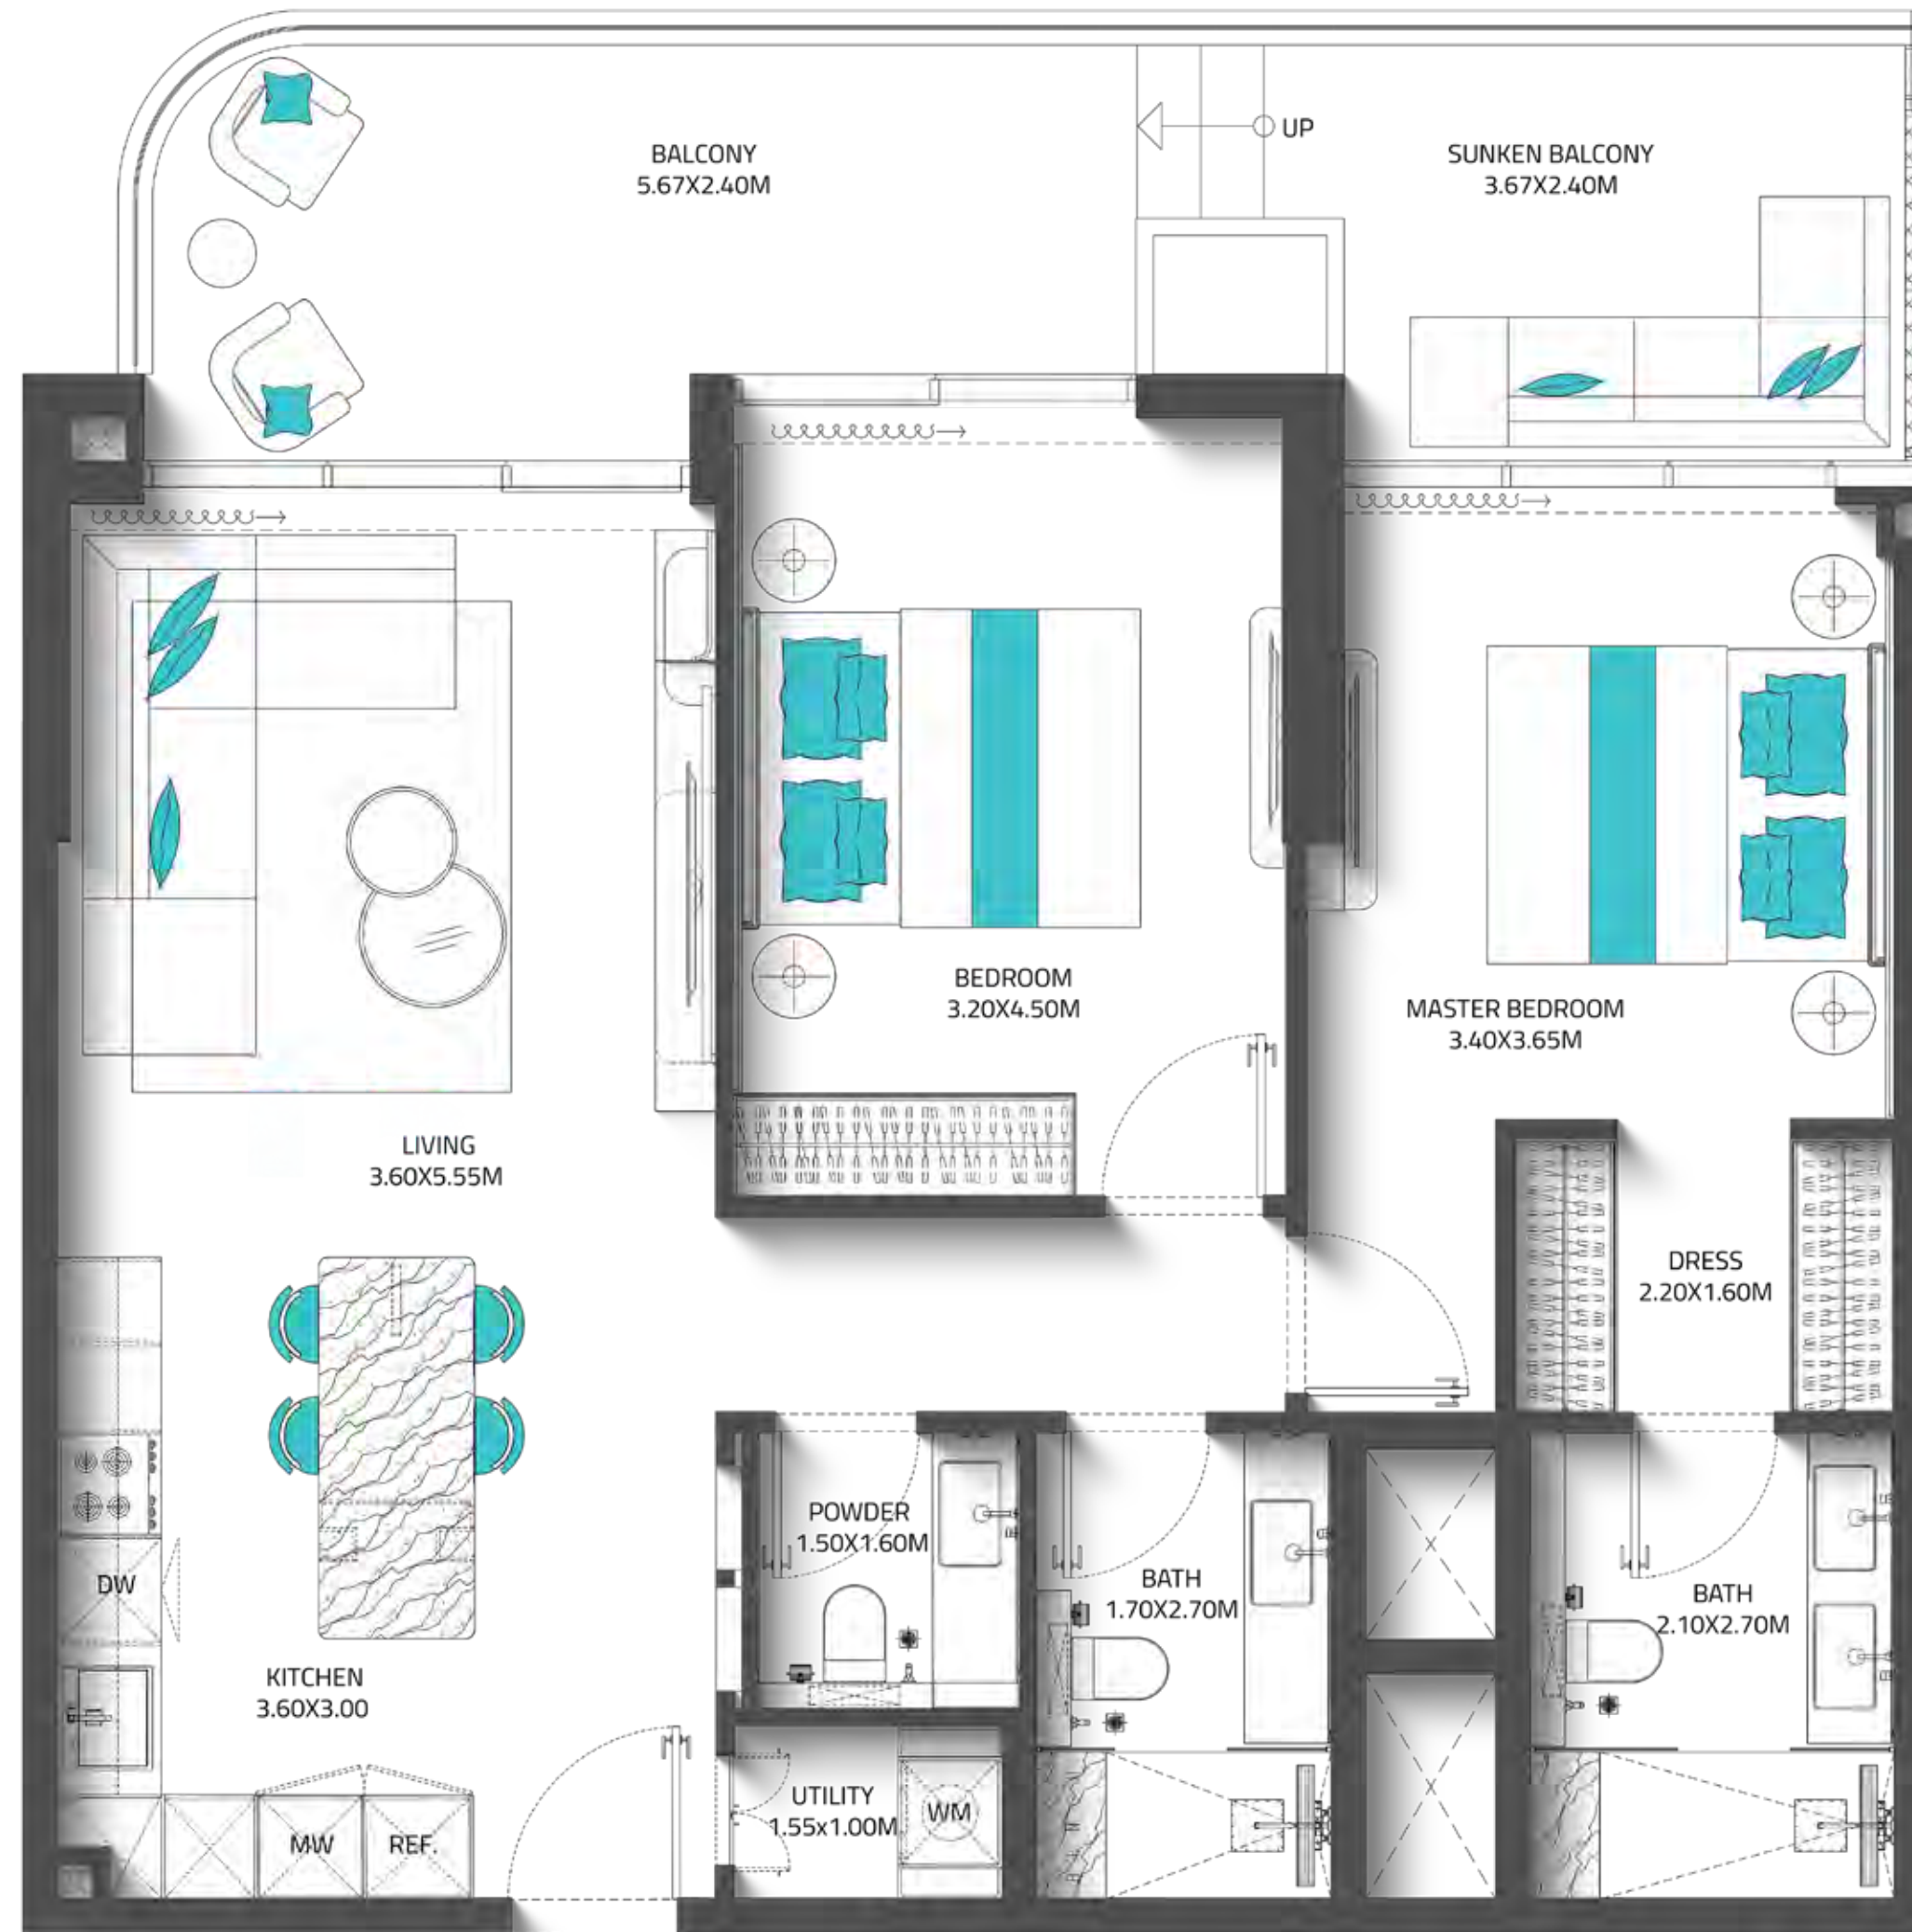 UP
BALCONY
5.67X2.40M
SUNKEN BALCONY
3.67X2.40M
BEDROOM
3.20X4.50M
MASTER BEDROOM
3.40X3.65M
LIVING
3.60X5.55M
DRESS
2.20X1.60M
POWDER
1.50X1.60M
BATH
1.70X2.70M
BATH
2.10X2.70M
DW
KITCHEN
3.60X3.00
UTILITY
1.55x1.00M
WM
MW
REF.